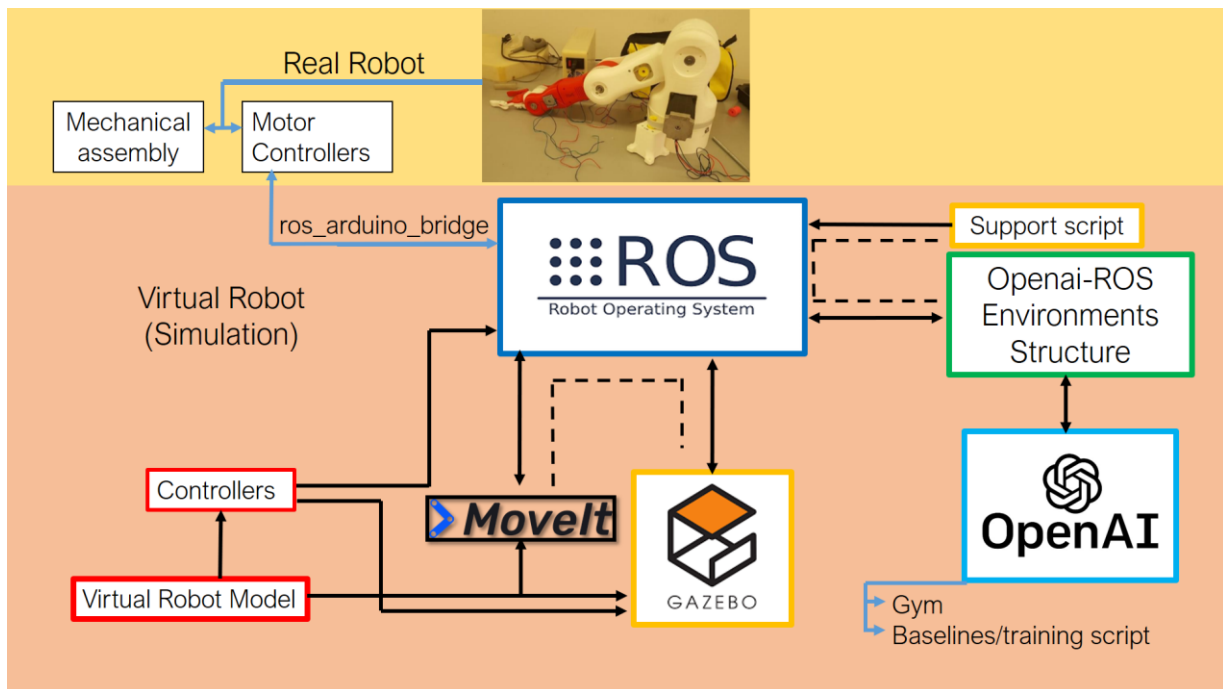 Real Robot
Mechanical
assembly
Motor
Controllers
ros_arduino_bridge
ROS
Robot Operating System
Support script
Openai-ROS
Environments
Structure
Virtual Robot
(Simulation)
Controllers
MoveIt
GAZEBO
OpenAI
Virtual Robot Model
Gym
Baselines/training script